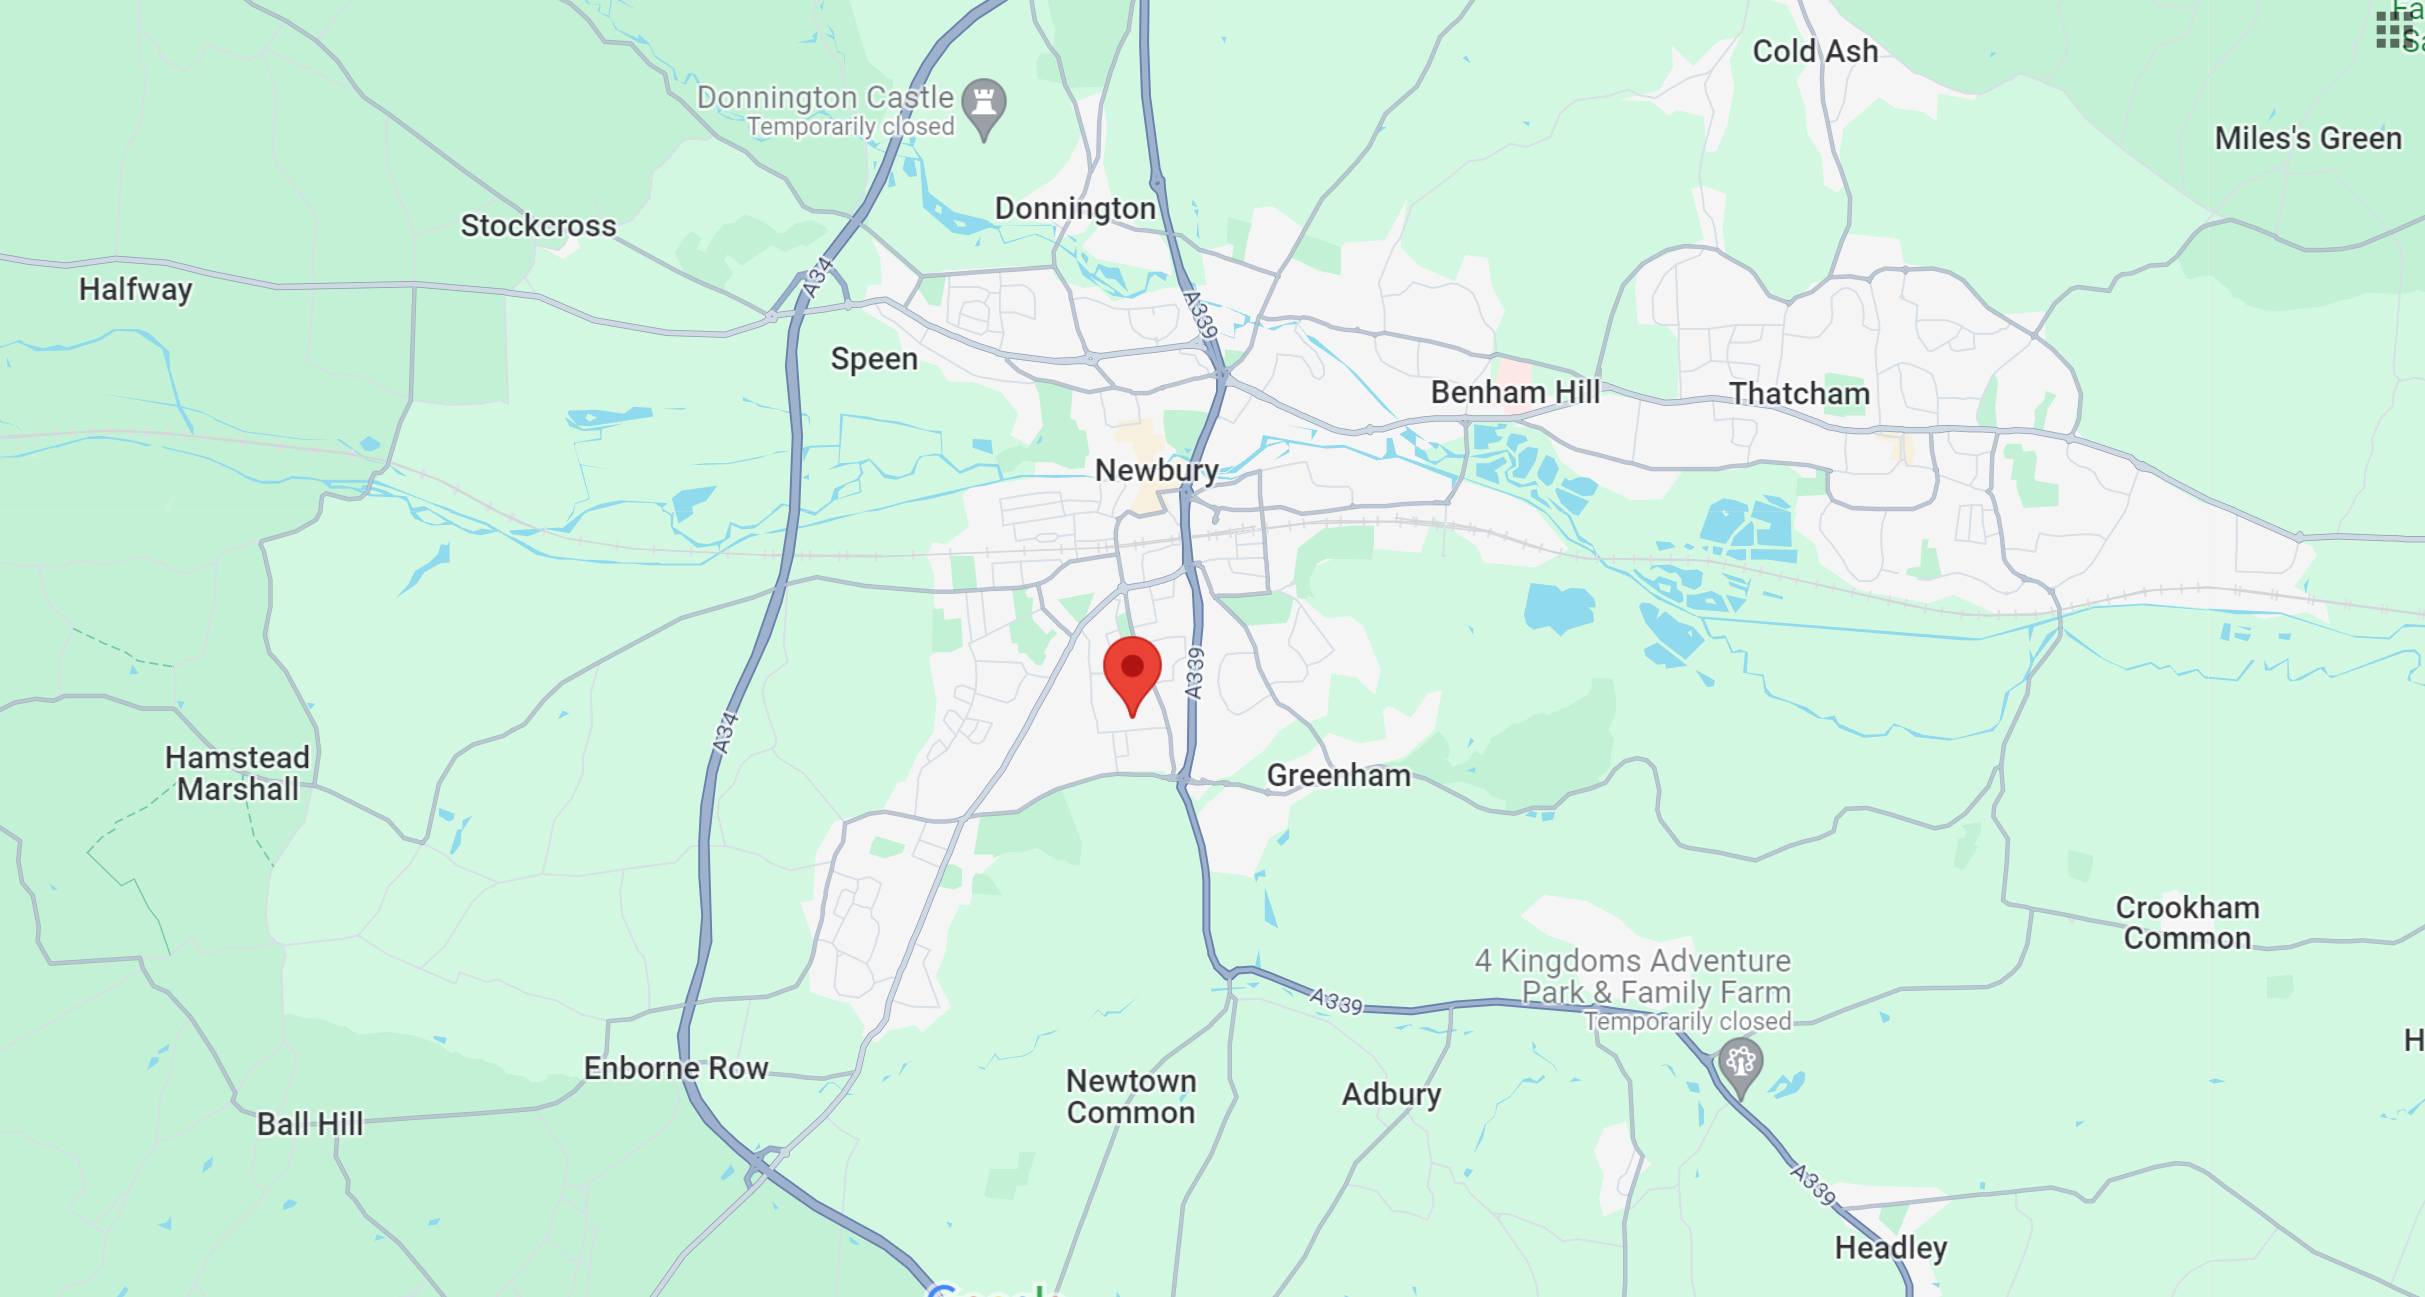 Cold Ash
Donnington Castle
Temporarily closed
Miles's Green
Donnington
Stockcross
A34
Halfway
A339
Speen
Benham Hill
Thatcham
Newbury
A339
A34
Hamstead
Marshall
Greenham
Crookham
Common
4 Kingdoms Adventure
Park & Family Farm
Temporarily closed
A339
Enborne Row
Newtown
Common
Adbury
Ball Hill
A339
Headley